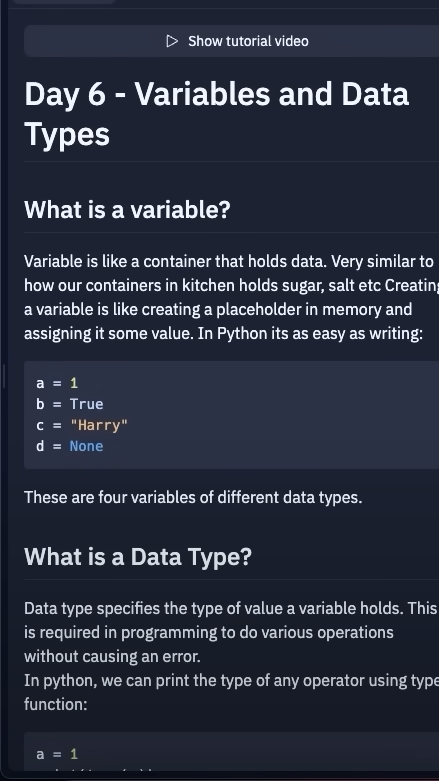 Show tutorial video
Day 6 - Variables and Data
Types
What is a variable?
Variable is like a container that holds data. Very similar to
how our containers in kitchen holds sugar, salt etc Creating
a variable is like creating a placeholder in memory and
assigning it some value. In Python its as easy as writing:
a = 1
b = True
c = "Harry"
d = None
These are four variables of different data types.
What is a Data Type?
Data type specifies the type of value a variable holds. This
is required in programming to do various operations
without causing an error.
In python, we can print the type of any operator using type
function:
a = 1